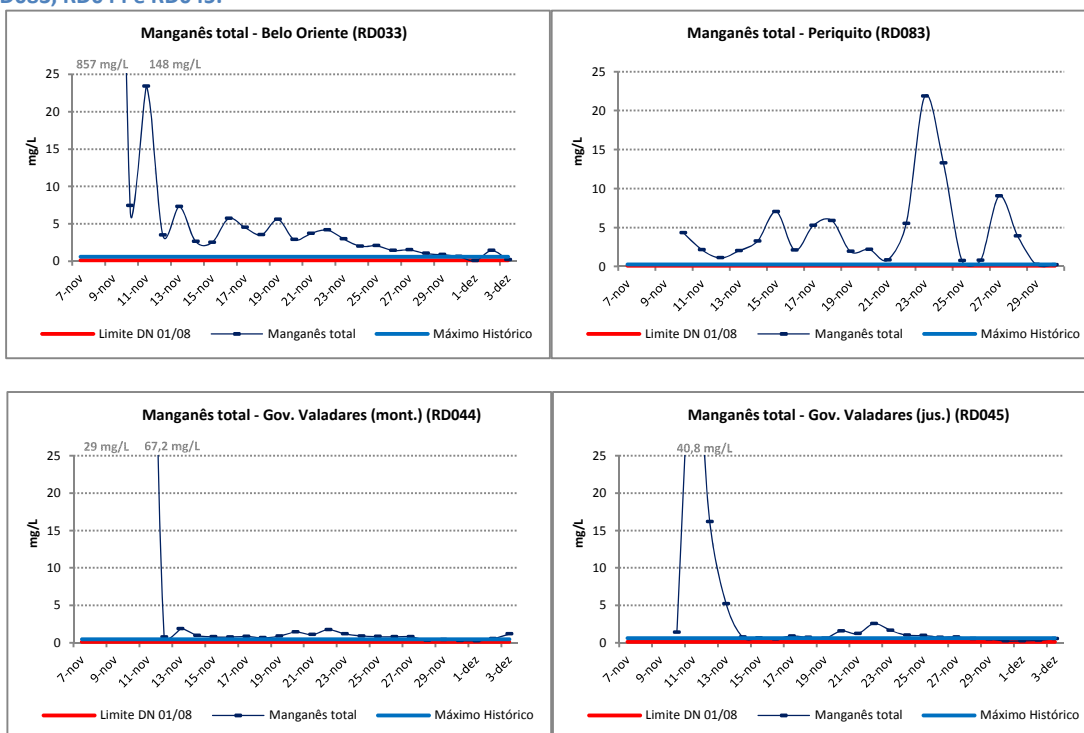 RD083, RD044 e RD045.
Manganês total - Belo Oriente (RD033)
857 mg/L 148 mg/L
25
20
15
10
5
0
mg/L
7-nov 9-nov 11-nov 13-nov 15-nov 17-nov 19-nov 21-nov 23-nov 25-nov 27-nov 29-nov 1-dez 3-dez
Limite DN 01/08 Manganês total Máximo Histórico
Manganês total - Periquito (RD083)
25
20
15
10
5
0
mg/L
7-nov 9-nov 11-nov 13-nov 15-nov 17-nov 19-nov 21-nov 23-nov 25-nov 27-nov 29-nov
Limite DN 01/08 Manganês total Máximo Histórico
Manganês total - Gov. Valadares (mont.) (RD044)
29 mg/L 67,2 mg/L
25
20
15
10
5
0
mg/L
7-nov 9-nov 11-nov 13-nov 15-nov 17-nov 19-nov 21-nov 23-nov 25-nov 27-nov 29-nov 1-dez 3-dez
Limite DN 01/08 Manganês total Máximo Histórico
Manganês total - Gov. Valadares (jus.) (RD045)
40,8 mg/L
25
20
15
10
5
0
mg/L
7-nov 9-nov 11-nov 13-nov 15-nov 17-nov 19-nov 21-nov 23-nov 25-nov 27-nov 29-nov 1-dez 3-dez
Limite DN 01/08 Manganês total Máximo Histórico